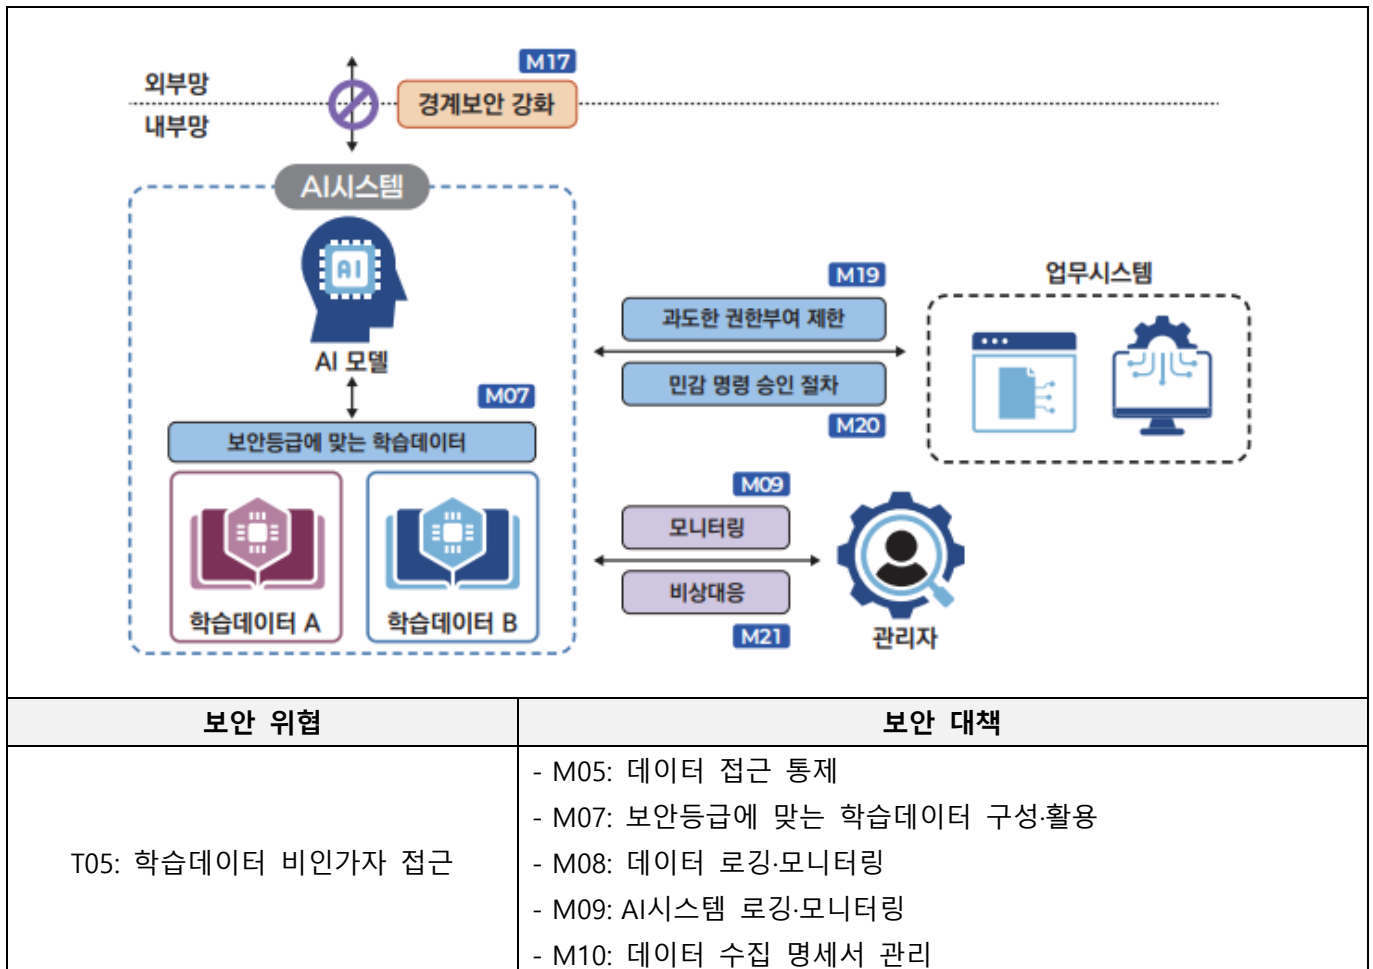 M17
외부망
경계보안 강화
내부망
AI시스템
AI
AI 모델
M07
보안등급에 맞는 학습데이터
학습데이터 A
학습데이터 B
M19
과도한 권한부여 제한
민감 명령 승인 절차
M20
업무시스템
M09
모니터링
비상대응
M21
관리자
보안 위협
보안 대책
T05: 학습데이터 비인가자 접근
- M05: 데이터 접근 통제
- M07: 보안등급에 맞는 학습데이터 구성·활용
- M08: 데이터 로깅·모니터링
- M09: AI시스템 로깅·모니터링
- M10: 데이터 수집 명세서 관리